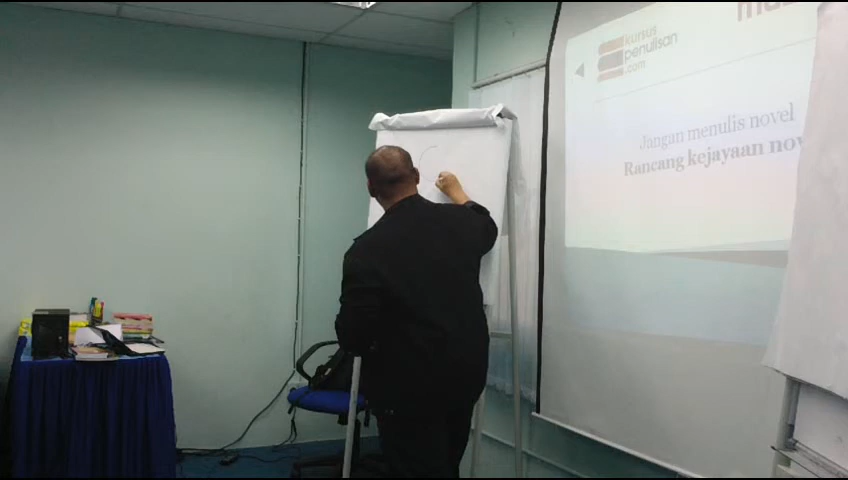 kursus
penulisan
.com
Jangan menulis novel
Rancang kejayaan nov